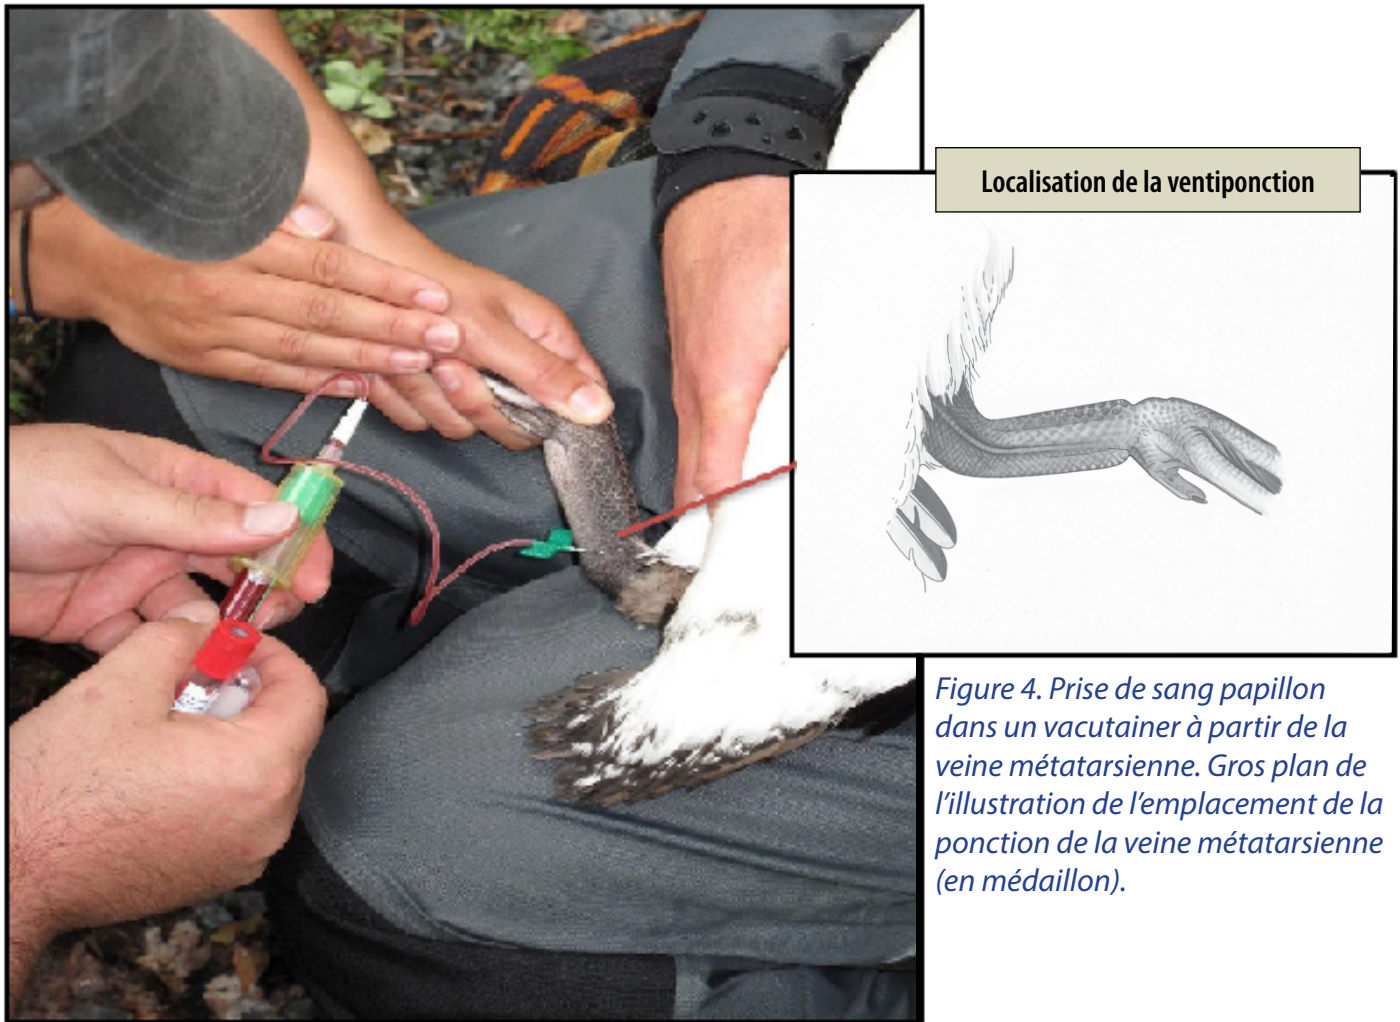 Localisation de la ventiponction
Figure 4. Prise de sang papillon
dans un vacutainer à partir de la
veine métatarsienne. Gros plan de
l’illustration de l’emplacement de la
ponction de la veine métatarsienne
(en médaillon).